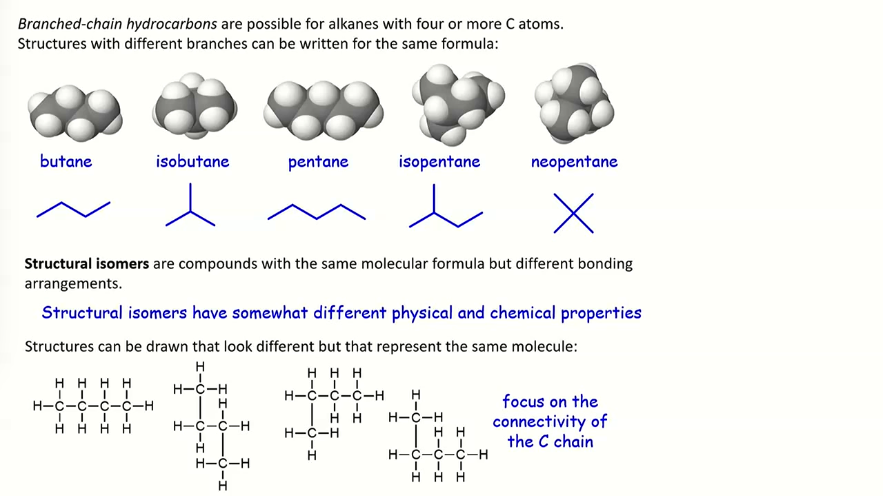 Branched-chain hydrocarbons are possible for alkanes with four or more C atoms.
Structures with different branches can be written for the same formula:
butane isobutane pentane isopentane neopentane
Structural isomers are compounds with the same molecular formula but different bonding
arrangements.
Structural isomers have somewhat different physical and chemical properties
Structures can be drawn that look different but that represent the same molecule:
H H H H
H-C-C-C-C-H
H H H H
H
H-C-H
H
H-C-C-H
H
H-C-H
H
H H H
H-C-C-C-H
H H
H-C-H
H
H
H-C-H
H H
H-C-C-C-H
H H H
focus on the
connectivity of
the C chain